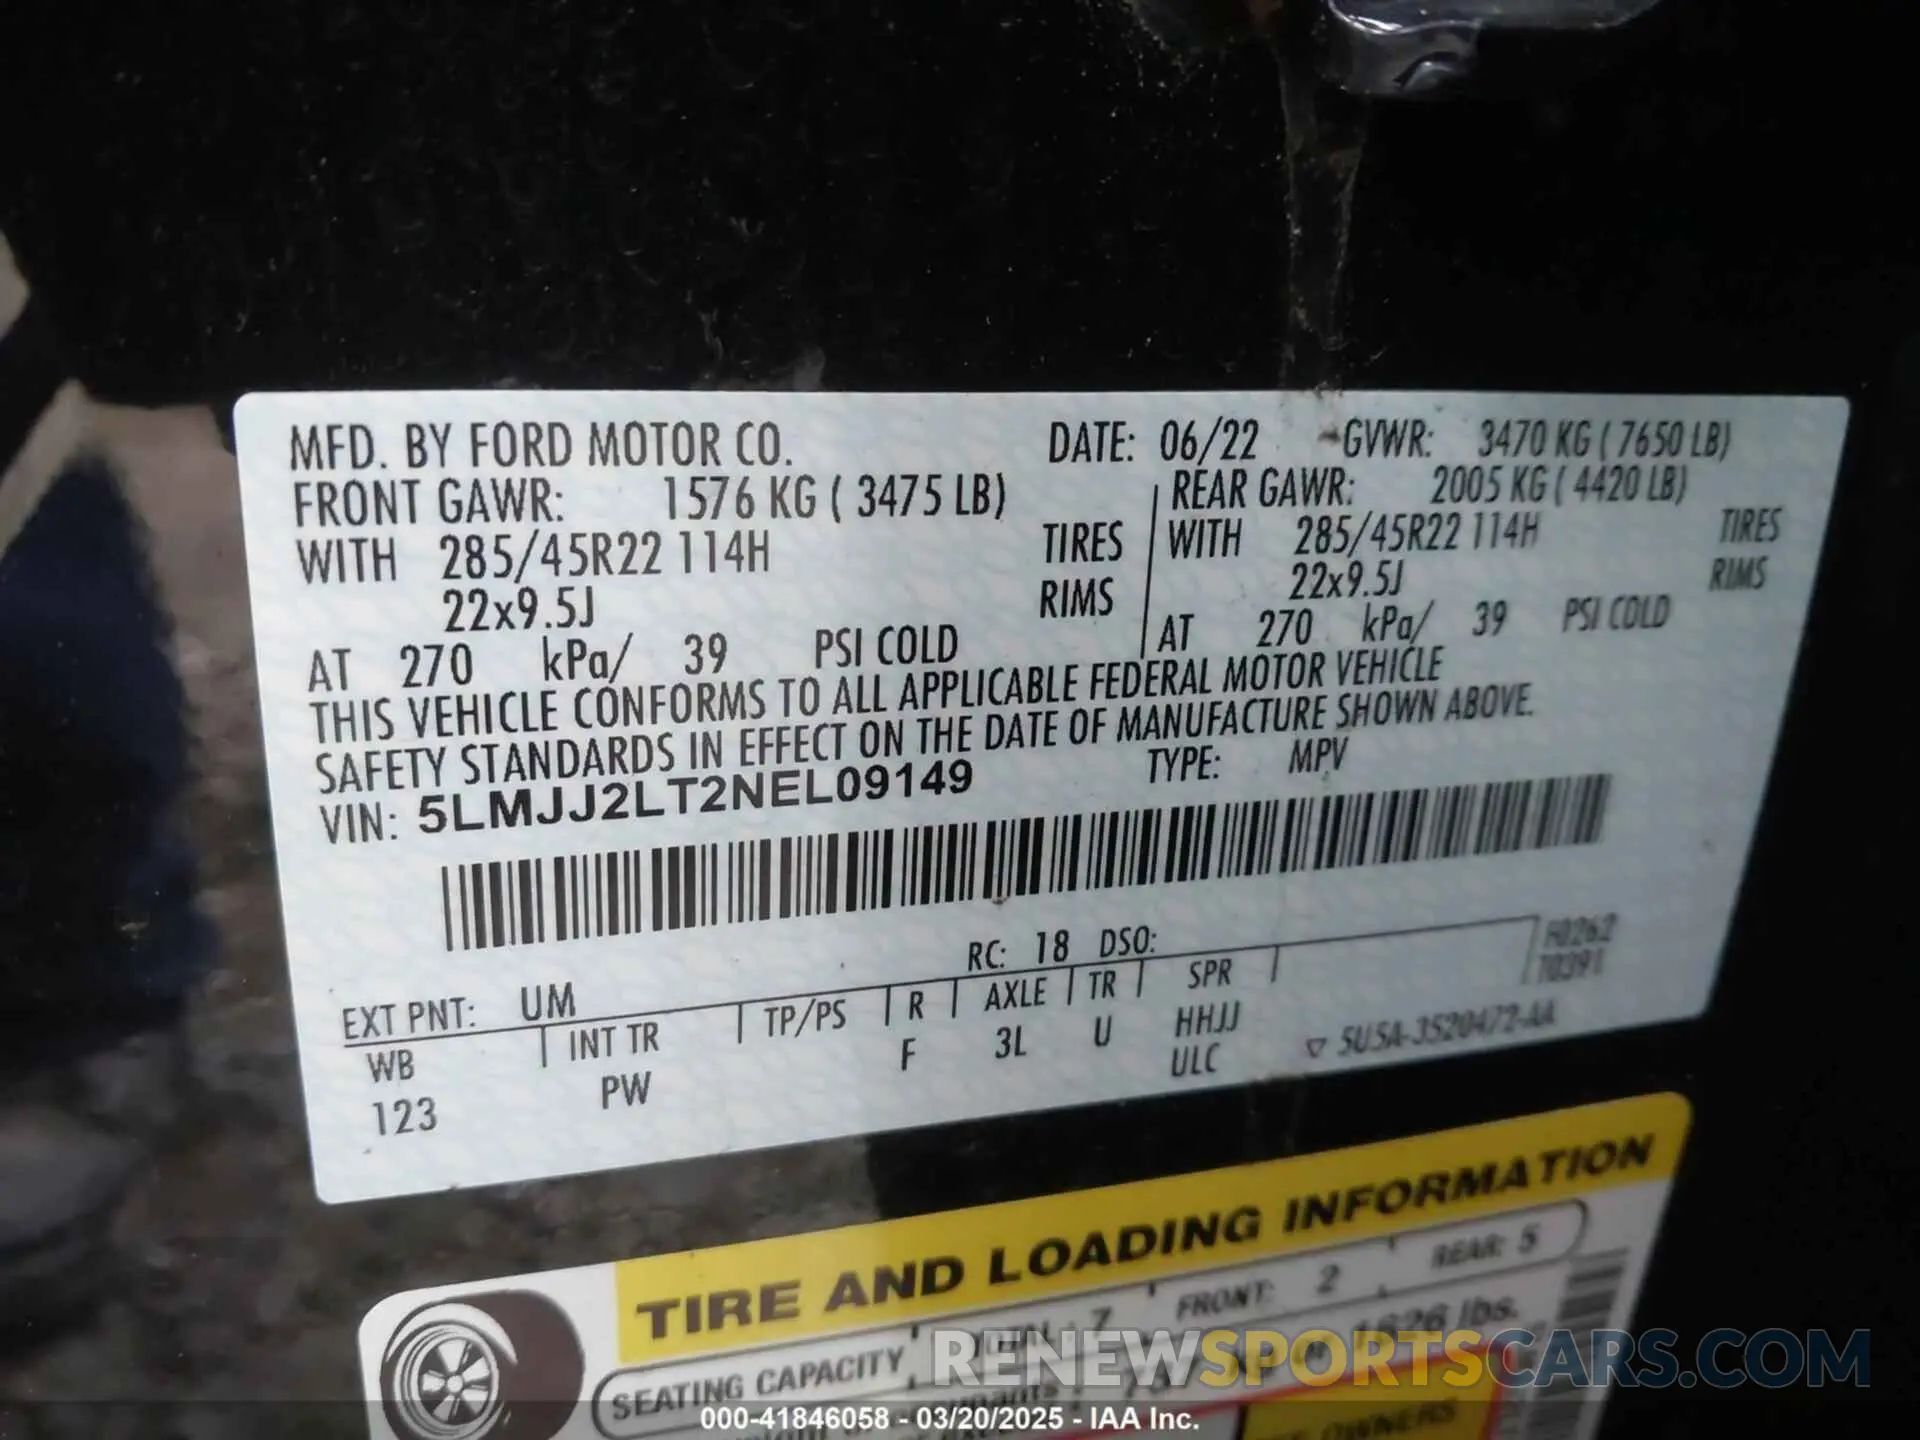 MFD. BY FORD MOTOR CO. DATE: 06/22 GVWR: 3470 KG ( 7650 LB)
FRONT GAWR: 1576 KG ( 3475 LB) REAR GAWR: 2005 KG ( 4420 LB)
WITH 285/45R22 114H TIRES WITH 285/45R22 114H TIRES
22x9.5J RIMS 22x9.5J RIMS
AT 270 kPa/ 39 PSI COLD AT 270 kPa/ 39 PSI COLD
THIS VEHICLE CONFORMS TO ALL APPLICABLE FEDERAL MOTOR VEHICLE
SAFETY STANDARDS IN EFFECT ON THE DATE OF MANUFACTURE SHOWN ABOVE.
VIN: 5LMJJ2LT2NEL09149 TYPE: MPV
RC: 18 DSO:
EXT PNT: UM
WB INT TR TP/PS R AXLE TR SPR
123 PW F 3L U HHJJ
ULC
T0391
5U5A-3520472-AA
TIRE AND LOADING INFORMATION
SEATING CAPACITY 7 FRONT: 2 REAR: 5
1626 lbs.
RENEWSPORTSCARS.COM
OWNERS
000-41846058 - 03/20/2025 - IAA Inc.